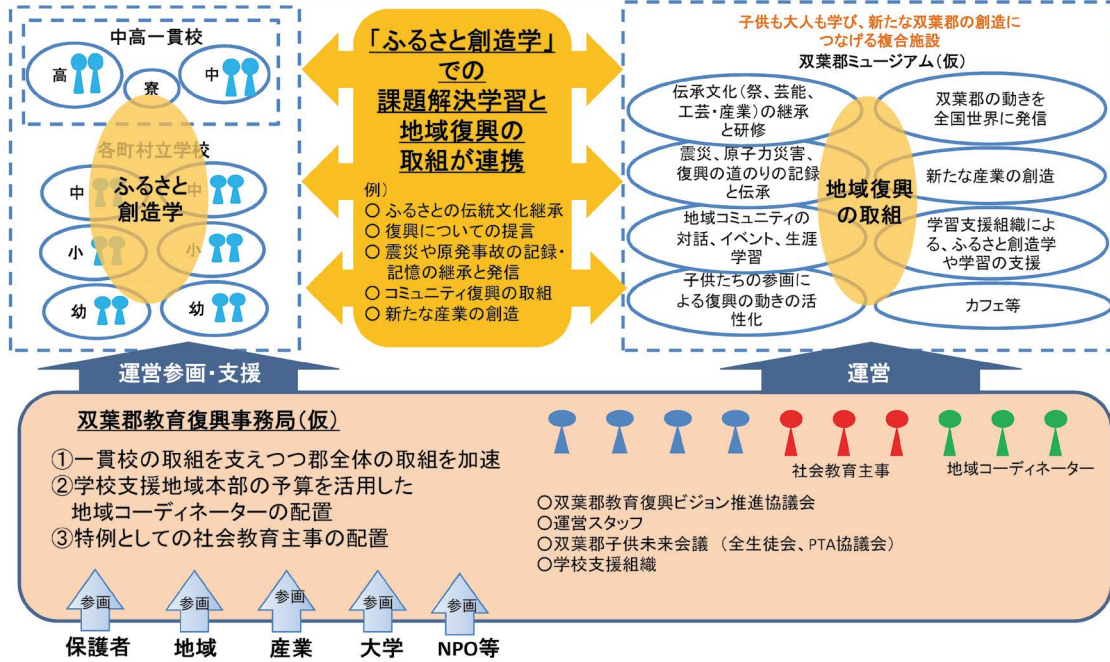 中高一貫校
高
寮
中
各町村立学校
中
中
ふるさと
創造学
小
小
幼
幼
「ふるさと創造学」
での
課題解決学習と
地域復興の
取組が連携
例）
○ ふるさとの伝統文化継承
○ 復興についての提言
○ 震災や原発事故の記録・
記憶の継承と発信
○ コミュニティ復興の取組
○ 新たな産業の創造
子供も大人も学び、新たな双葉郡の創造に
つなげる複合施設
双葉郡ミュージアム（仮）
伝承文化（祭、芸能、
工芸・産業）の継承
と研修
震災、原子力災害、
復興の道のりの記録
と伝承
地域コミュニティの
対話、イベント、生涯
学習
子供たちの参画
による復興の動きの活
性化
地域復興
の取組
双葉郡の動きを
全国世界に発信
新たな産業の創造
学習支援組織によ
る、ふるさと創造学
や学習の支援
カフェ等
運営参画・支援
運営
双葉郡教育復興事務局（仮）
①一貫校の取組を支えつつ郡全体の取組を加速
②学校支援地域本部の予算を活用した
地域コーディネーターの配置
③特例としての社会教育主事の配置
社会教育主事
地域コーディネーター
○双葉郡教育復興ビジョン推進協議会
○運営スタッフ
○双葉郡子供未来会議 （全生徒会、PTA協議会）
○学校支援組織
参画
参画
参画
参画
参画
保護者
地域
産業
大学
NPO等